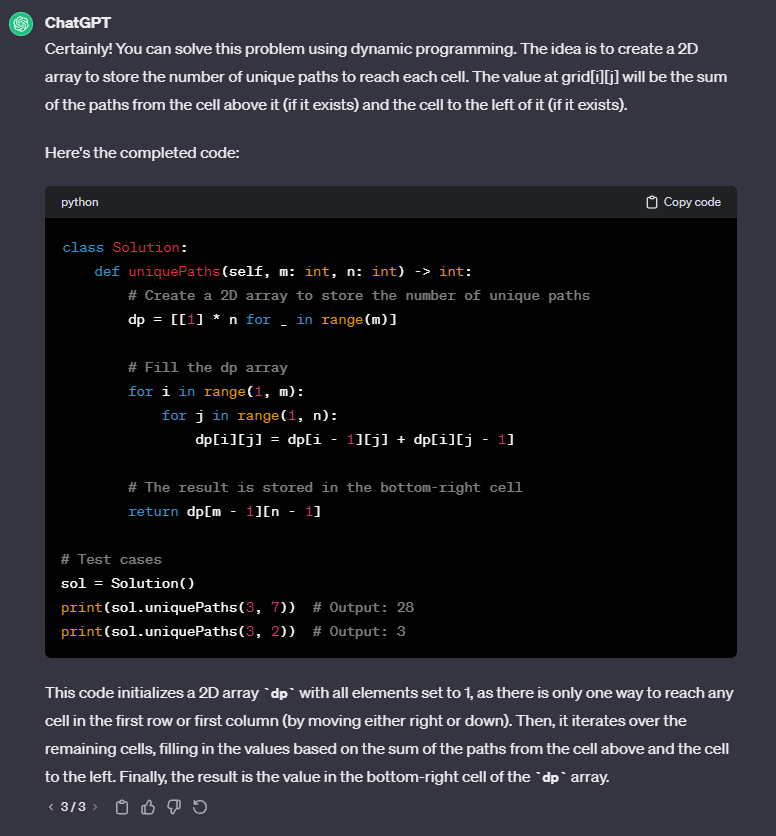 ChatGPT
Certainly! You can solve this problem using dynamic programming. The idea is to create a 2D
array to store the number of unique paths to reach each cell. The value at grid[i][j] will be the sum
of the paths from the cell above it (if it exists) and the cell to the left of it (if it exists).
Here's the completed code:
python Copy code
class Solution:
    def uniquePaths(self, m: int, n: int) -> int:
        # Create a 2D array to store the number of unique paths
        dp = [[1] * n for _ in range(m)]
        # Fill the dp array
        for i in range(1, m):
            for j in range(1, n):
                dp[i][j] = dp[i - 1][j] + dp[i][j - 1]
        # The result is stored in the bottom-right cell
        return dp[m - 1][n - 1]
# Test cases
sol = Solution()
print(sol.uniquePaths(3, 7))  # Output: 28
print(sol.uniquePaths(3, 2))  # Output: 3
This code initializes a 2D array `dp` with all elements set to 1, as there is only one way to reach any
cell in the first row or first column (by moving either right or down). Then, it iterates over the
remaining cells, filling in the values based on the sum of the paths from the cell above and the cell
to the left. Finally, the result is the value in the bottom-right cell of the `dp` array.
< 3 / 3 >